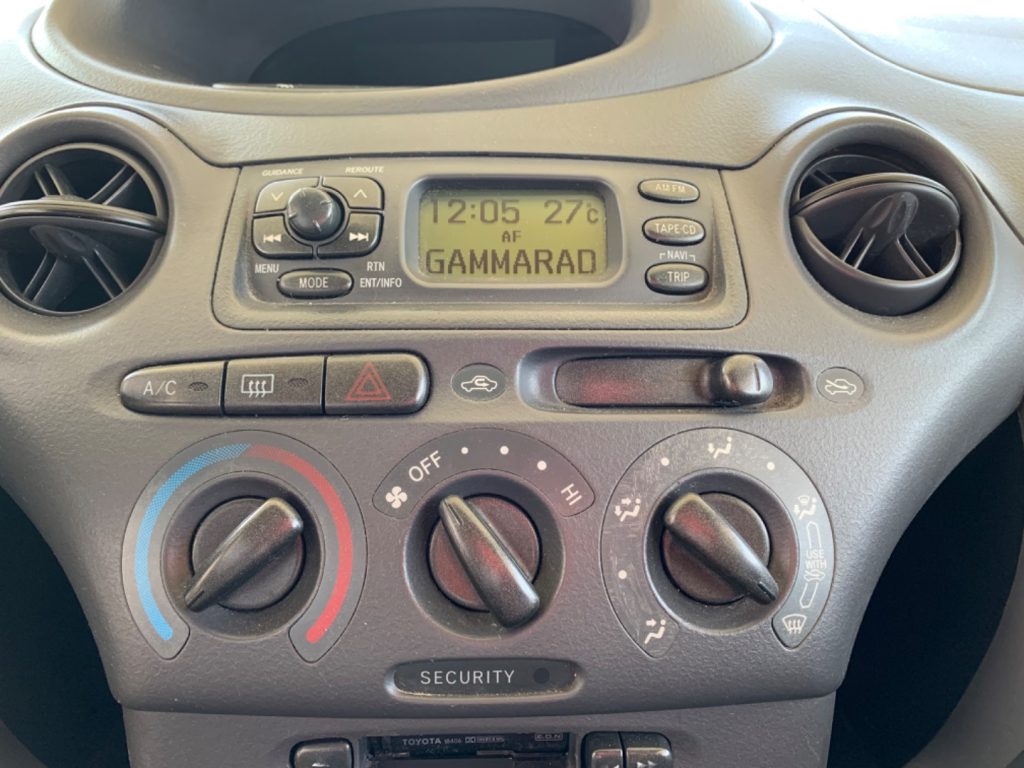 GUIDANCE REROUTE
AM FM
12:05 27c
AF
TAPE·CD
GAMMARAD
NAVI
MENU RTN
MODE ENT/INFO
TRIP
A/C
OFF
HI
USE
WITH
SECURITY
TOYOTA
E.O.N